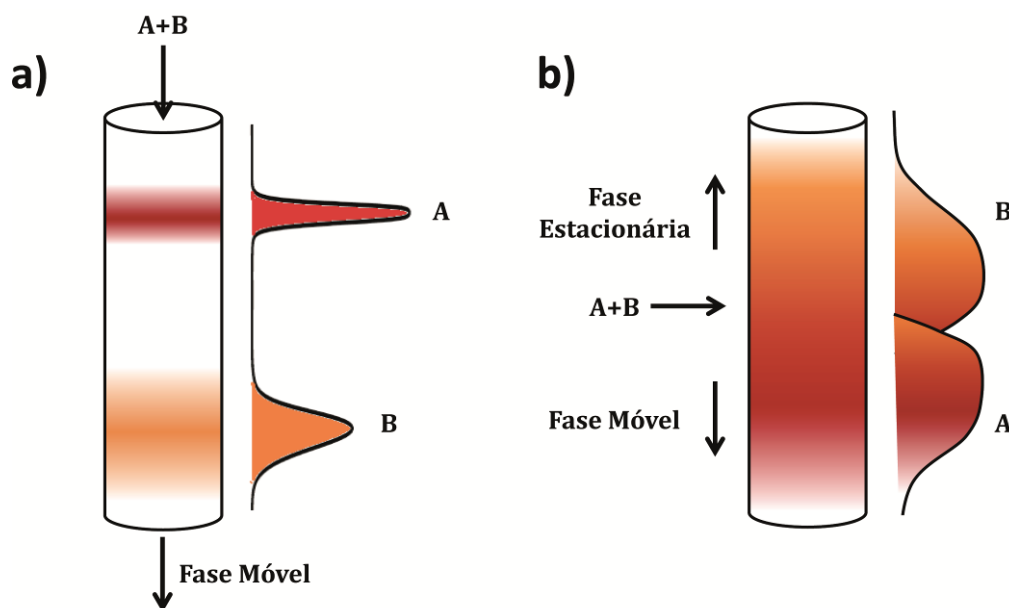 a)
A+B
A
B
Fase Móvel
b)
Fase
Estacionária
A+B
Fase Móvel
B
A